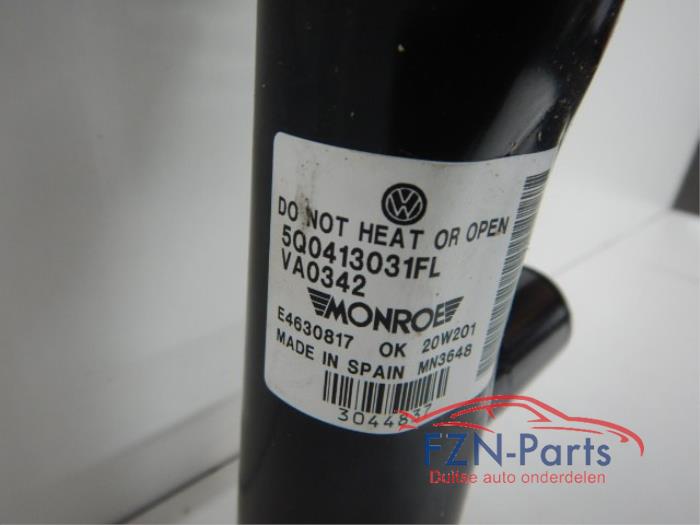 DO NOT HEAT OR OPEN
5Q0413031FL
VA0342
MONROE
E4630817 OK 20W201
MADE IN SPAIN MN3648
3044837
FZN-Parts
Duitse auto onderdelen